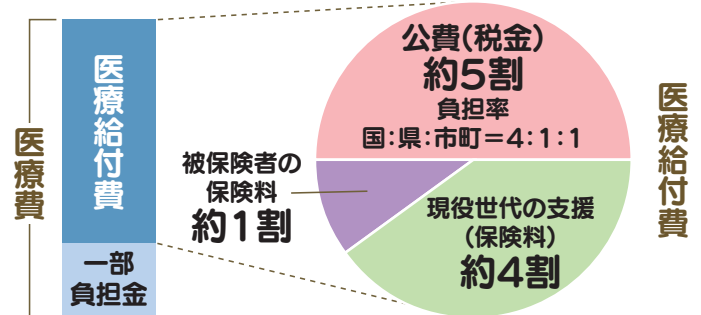 医療費
医療給付費
一部
負担金
公費(税金)
約5割
負担率
国:県:市町=4:1:1
被保険者の
保険料
約1割
現役世代の支援
(保険料)
約4割
医療給付費